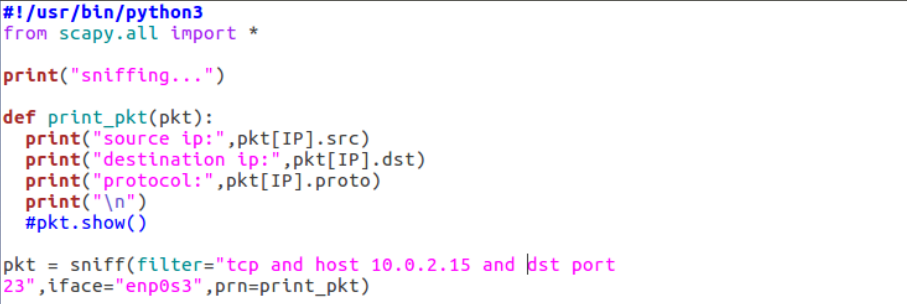 #!/usr/bin/python3
from scapy.all import *
print("sniffing...")
def print_pkt(pkt):
print("source ip:",pkt[IP].src)
print("destination ip:",pkt[IP].dst)
print("protocol:",pkt[IP].proto)
print("\n")
#pkt.show()
pkt = sniff(filter="tcp and host 10.0.2.15 and dst port
23",iface="enp0s3",prn=print_pkt)